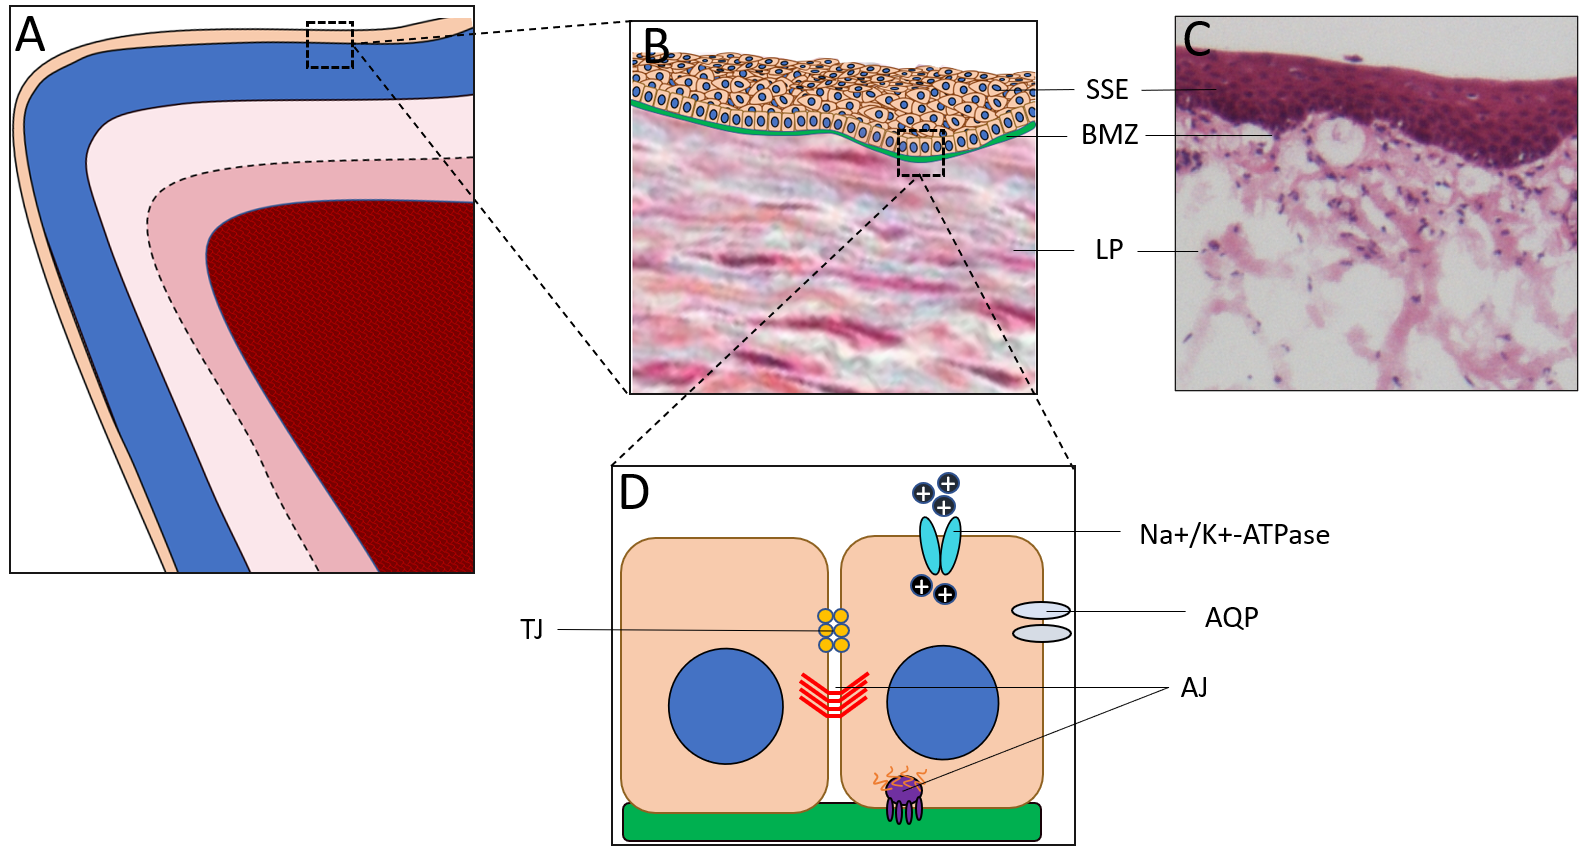 A
B
C
SSE
BMZ
LP
D
Na+/K+-ATPase
AQP
TJ
AJ